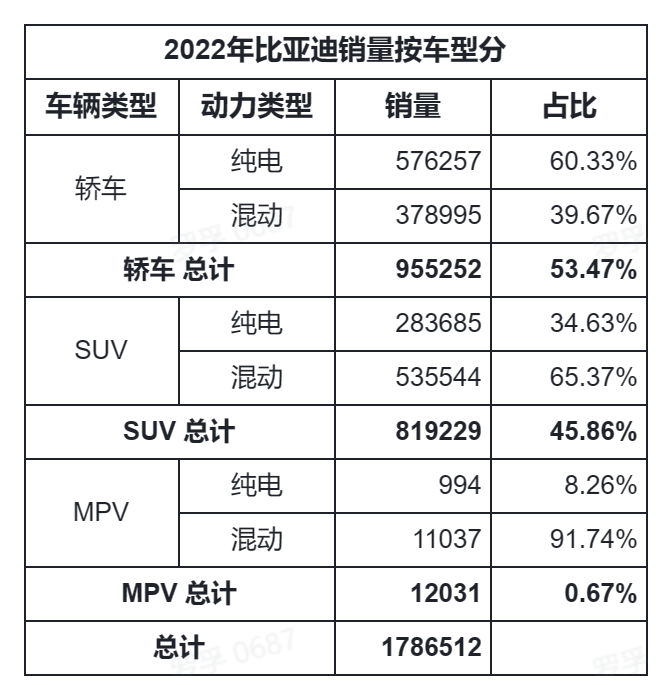 2022年比亚迪销量按车型分
车辆类型 动力类型 销量 占比
轿车 纯电 576257 60.33%
混动 378995 39.67%
轿车 总计 955252 53.47%
SUV 纯电 283685 34.63%
混动 535544 65.37%
SUV 总计 819229 45.86%
MPV 纯电 994 8.26%
混动 11037 91.74%
MPV 总计 12031 0.67%
总计 1786512
罗孚 0687